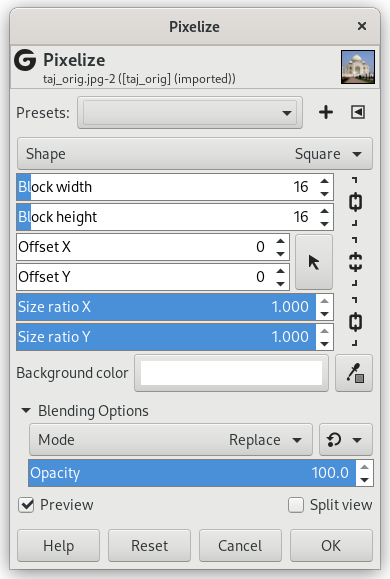 Pixelize
Pixelize
taj_orig.jpg-2 ([taj_orig] (imported))
Presets:
Shape Square
Block width 16
Block height 16
Offset X 0
Offset Y 0
Size ratio X 1.000
Size ratio Y 1.000
Background color
Blending Options
Mode Replace
Opacity 100.0
Preview Split view
Help Reset Cancel OK